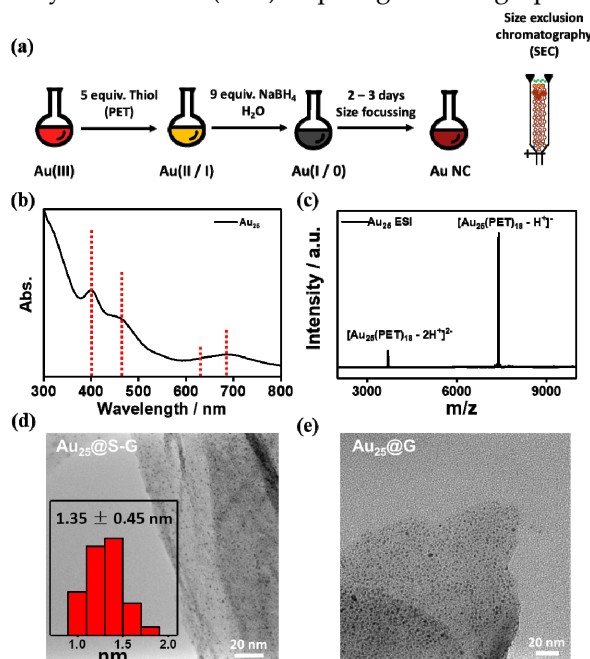 Size exclusion
chromatography
(SEC)
(a)
5 equiv. Thiol
(PET)
9 equiv. NaBH₄
H₂O
2 – 3 days
Size focussing
Au(III)
Au(II / I)
Au(I / 0)
Au NC
(b)
Au₂₅
Abs.
300 400 500 600 700 800
Wavelength / nm
(c)
Au₂₅ ESI
[Au₂₅(PET)₁₈ - H⁺]⁻
[Au₂₅(PET)₁₈ - 2H⁺]²⁻
Intensity / a.u.
3000 6000 9000
m/z
(d)
Au₂₅@S-G
1.35 ± 0.45 nm
1.0 1.5 2.0
nm
20 nm
(e)
Au₂₅@G
20 nm